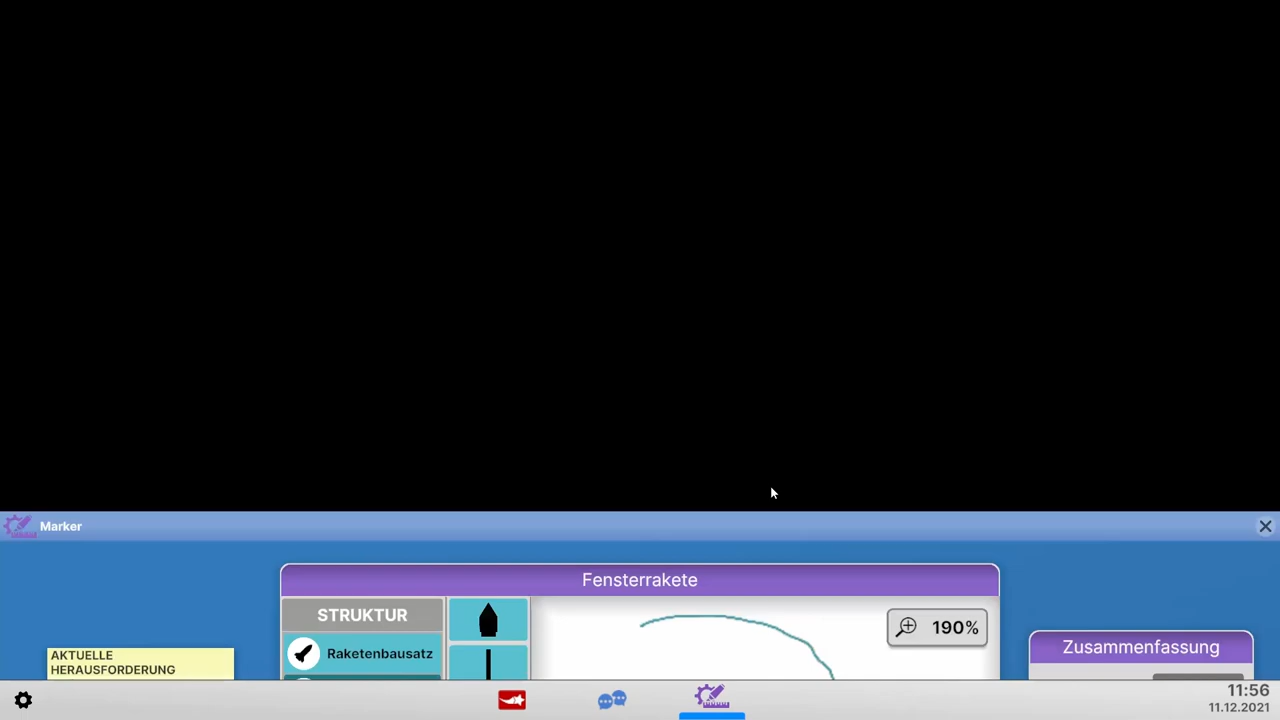 Marker
Fensterrakete
STRUKTUR
190%
Raketenbausatz
Zusammenfassung
AKTUELLE
HERAUSFORDERUNG
11:56
11.12.2021